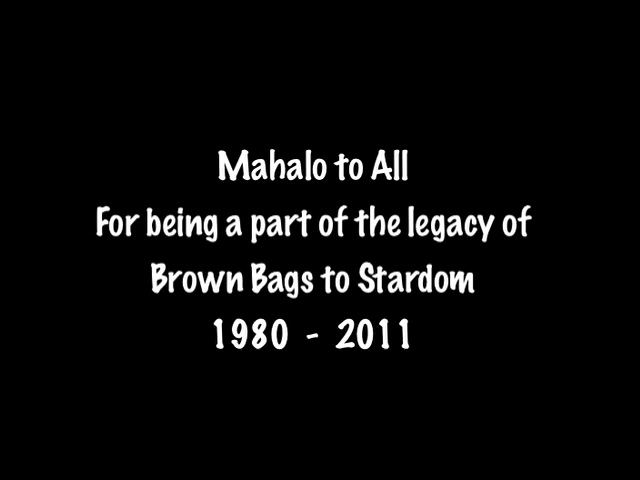 Mahalo to All
For being a part of the legacy of
Brown Bags to Stardom
1980 - 2011